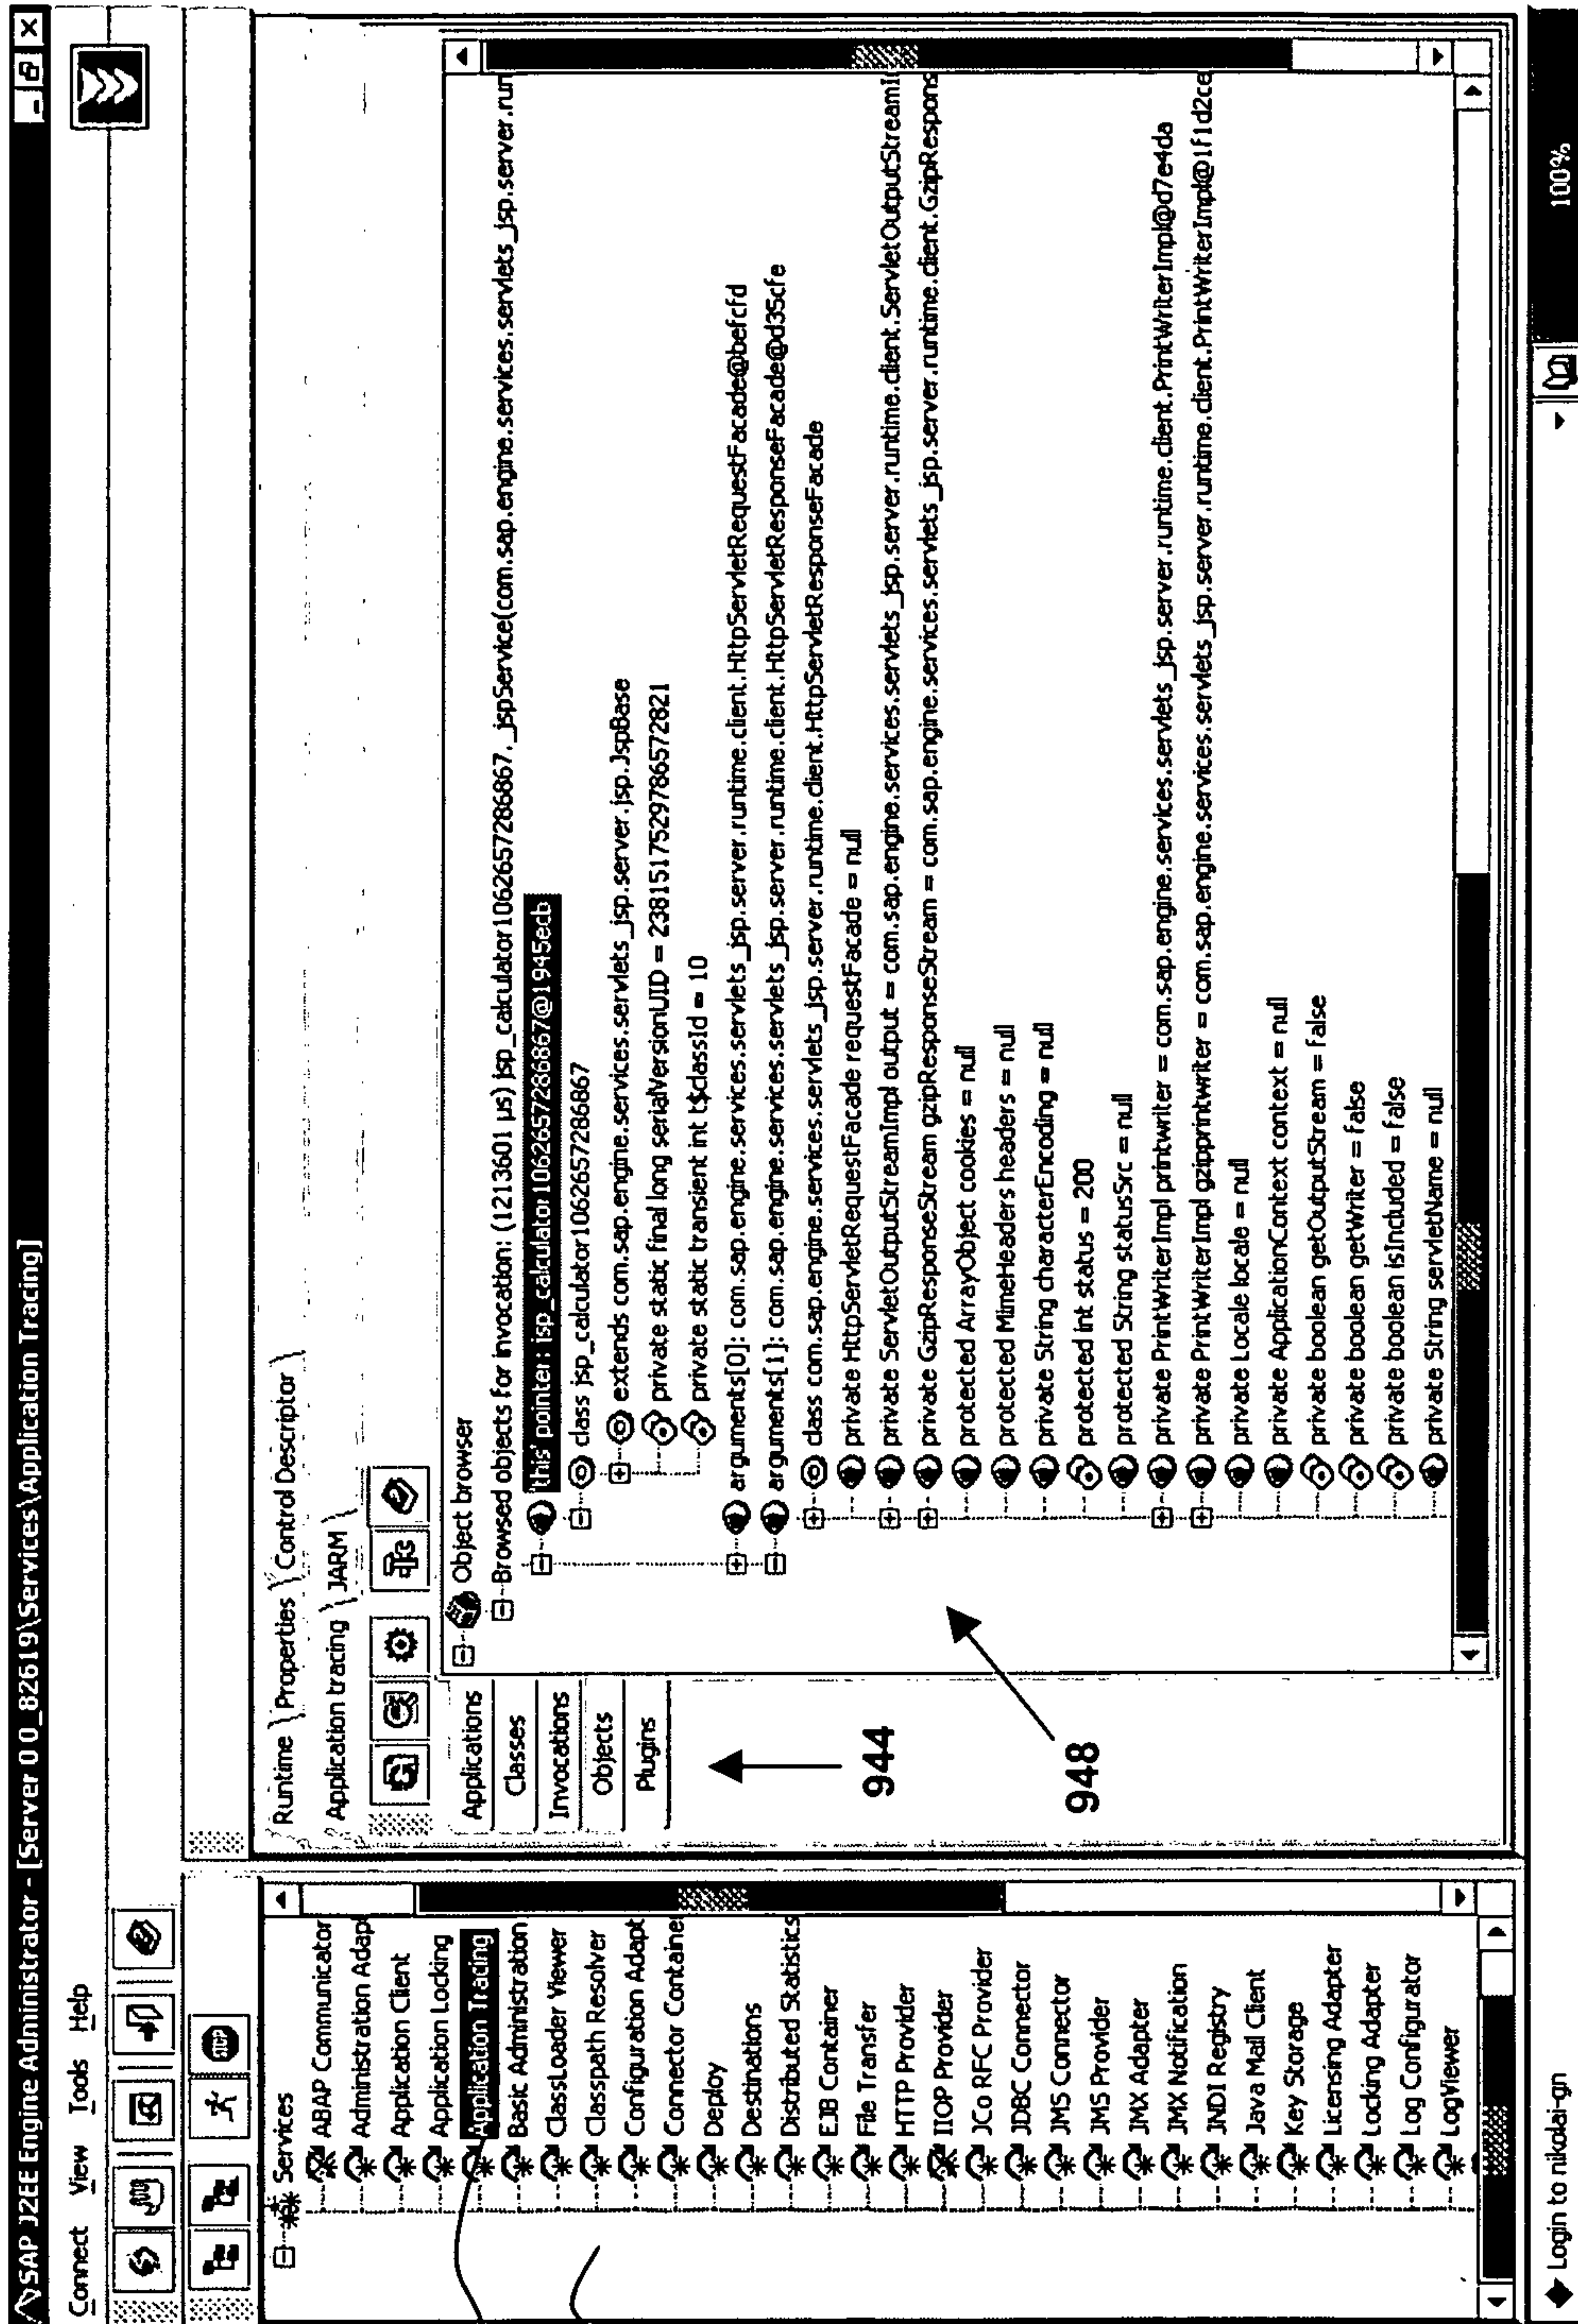 SAP J2EE Engine Administrator - [Server 0 0_82619\Services\Application Tracing]
Connect View Tools Help
Services
ABAP Communicator
Administration Adap
Application Client
Application Locking
Application Tracing
Basic Administration
ClassLoader Viewer
Classpath Resolver
Configuration Adapt
Connector Containe
Deploy
Destinations
Distributed Statistics
EJB Container
File Transfer
HTTP Provider
IIOP Provider
JCo RFC Provider
JDBC Connector
JMS Connector
JMS Provider
JMX Adapter
JMX Notification
JNDI Registry
Java Mail Client
Key Storage
Licensing Adapter
Locking Adapter
Log Configurator
LogViewer
Runtime Properties Control Descriptor
Application tracing JARM
Applications
Classes
Invocations
Objects
Plugins
944
948
Object browser
Browsed objects for invocation: (1213601 µs) jsp_calculator1062657286867._jspService(com.sap.engine.services.servlets_jsp.server.run
'this' pointer: jsp_calculator1062657286867@1945ecb
class jsp_calculator1062657286867
extends com.sap.engine.services.servlets_jsp.server.jsp.JspBase
private static final long serialVersionUID = 2381517529786572821
private static transient int t$classId = 10
arguments[0]: com.sap.engine.services.servlets_jsp.server.runtime.client.HttpServletRequestFacade@befcfd
arguments[1]: com.sap.engine.services.servlets_jsp.server.runtime.client.HttpServletResponseFacade@d35cfe
class com.sap.engine.services.servlets_jsp.server.runtime.client.HttpServletResponseFacade
private HttpServletRequestFacade requestFacade = null
private ServletOutputStreamImpl output = com.sap.engine.services.servlets_jsp.server.runtime.client.ServletOutputStreamI
private GzipResponseStream gzipResponseStream = com.sap.engine.services.servlets_jsp.server.runtime.client.GzipRespons
protected ArrayObject cookies = null
protected MimeHeaders headers = null
private String characterEncoding = null
protected int status = 200
protected String statusSrc = null
private PrintWriterImpl printwriter = com.sap.engine.services.servlets_jsp.server.runtime.client.PrintWriterImpl@d7e4da
private PrintWriterImpl gzipprintwriter = com.sap.engine.services.servlets_jsp.server.runtime.client.PrintWriterImpl@1f1d2ce
private Locale locale = null
private ApplicationContext context = null
private boolean getOutputStream = false
private boolean getWriter = false
private boolean isIncluded = false
private String servletName = null
Login to nikolai-gn
100%